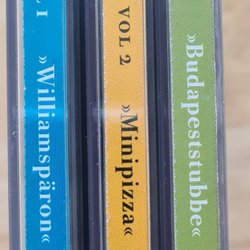 L I »Williamspäron«
VOL 2 »Minipizza«
»Budapeststubbe«